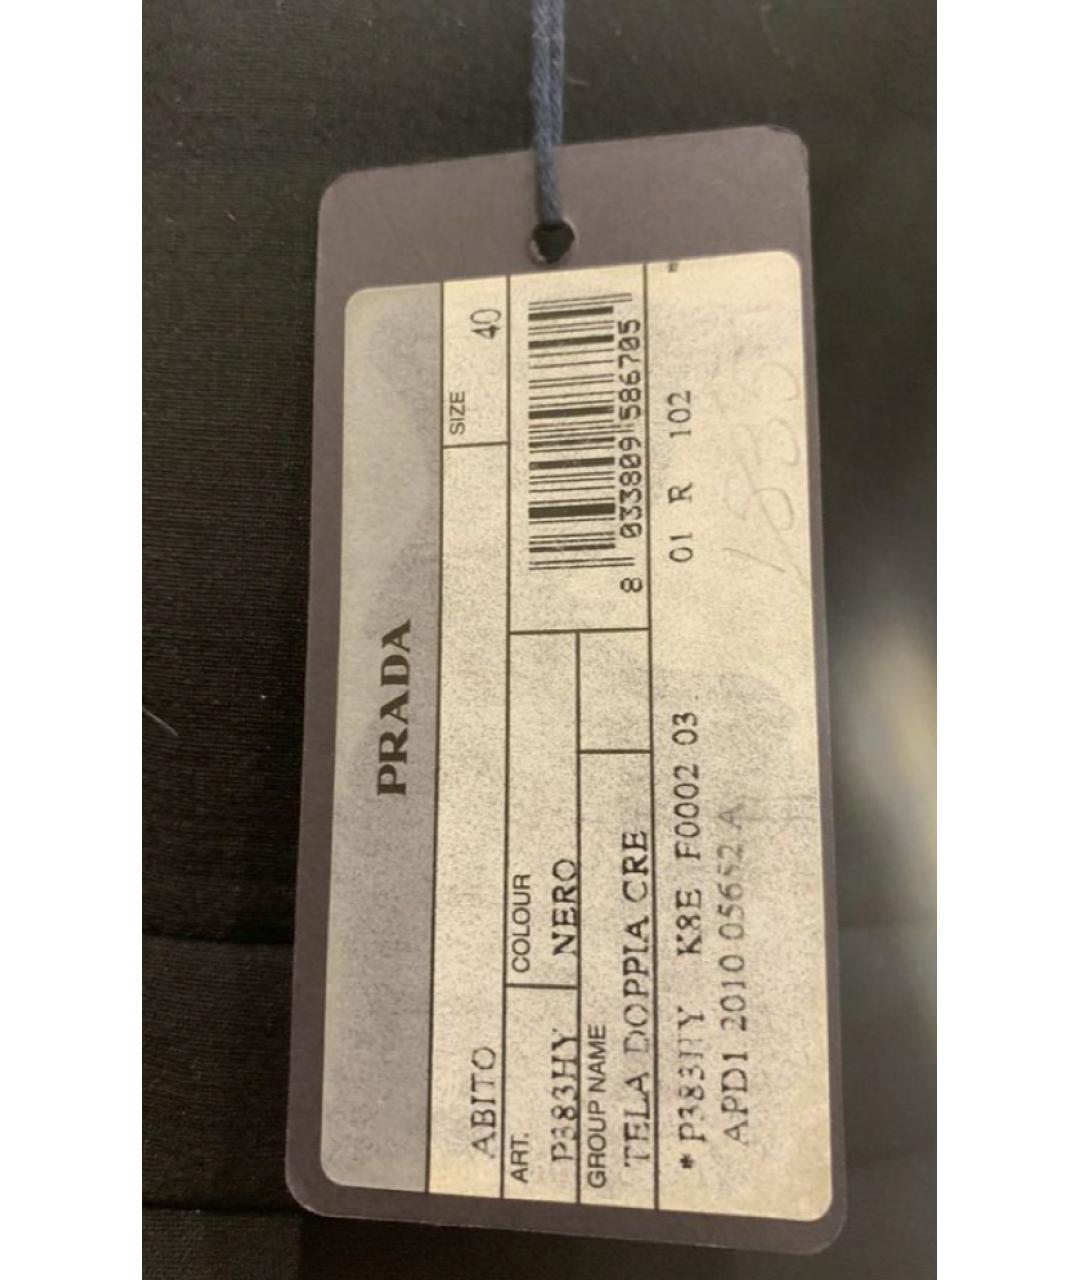 PRADA
ABITO
SIZE
40
ART.
P383HY
COLOUR
NERO
GROUP NAME
TELA DOPPIA CRE
8 033809 586705
* P383HY K8E F0002 03
01 R 102
APD1 2010 05652 A